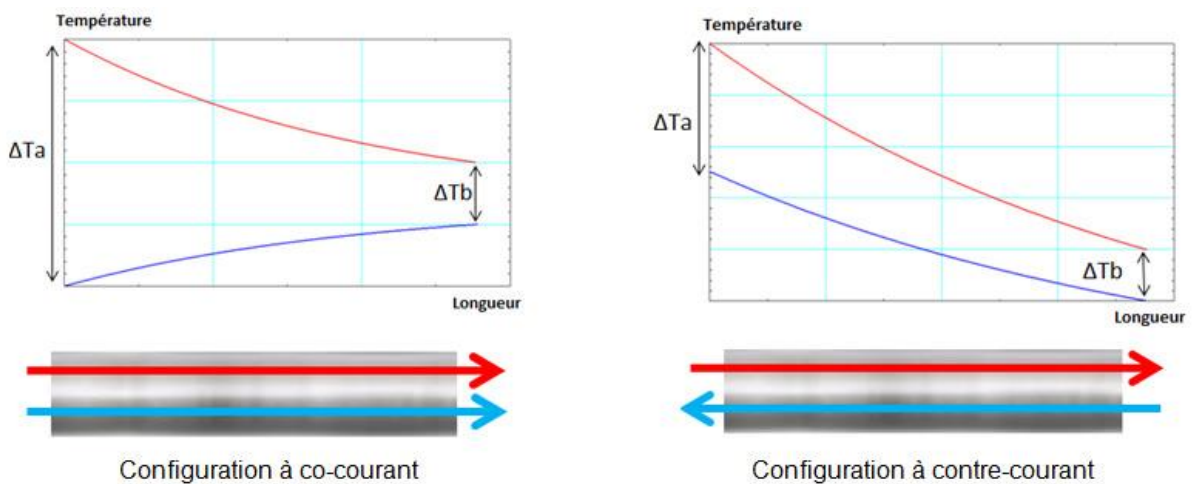 Température
ΔTa
ΔTb
Longueur
Configuration à co-courant
Température
ΔTa
ΔTb
Longueur
Configuration à contre-courant